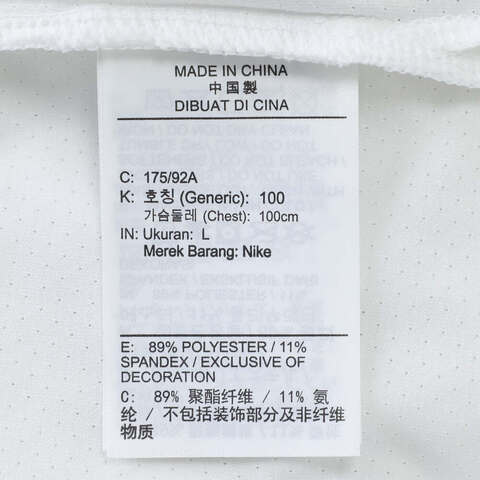 MADE IN CHINA
中国製
DIBUAT DI CINA
C: 175/92A
K: 호칭 (Generic): 100
가슴둘레 (Chest): 100cm
IN: Ukuran: L
Merek Barang: Nike
E: 89% POLYESTER / 11%
SPANDEX / EXCLUSIVE OF
DECORATION
C: 89% 聚酯纤维 / 11% 氨
纶 / 不包括装饰部分及非纤维
物质